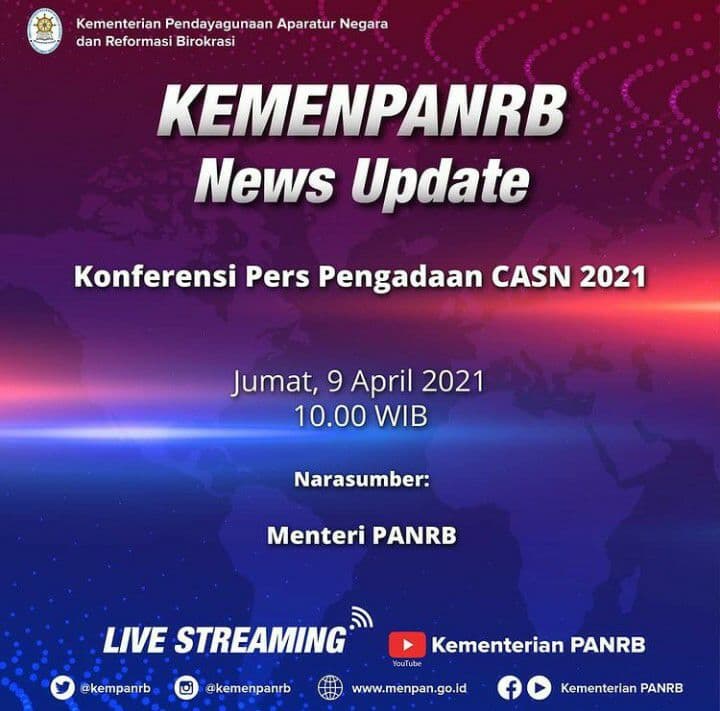 Kementerian Pendayagunaan Aparatur Negara
dan Reformasi Birokrasi
KEMENPANRB
News Update
Konferensi Pers Pengadaan CASN 2021
Jumat, 9 April 2021
10.00 WIB
Narasumber:
Menteri PANRB
LIVE STREAMING
Kementerian PANRB
YouTube
@kempanrb
@kemenpanrb
www.menpan.go.id
Kementerian PANRB